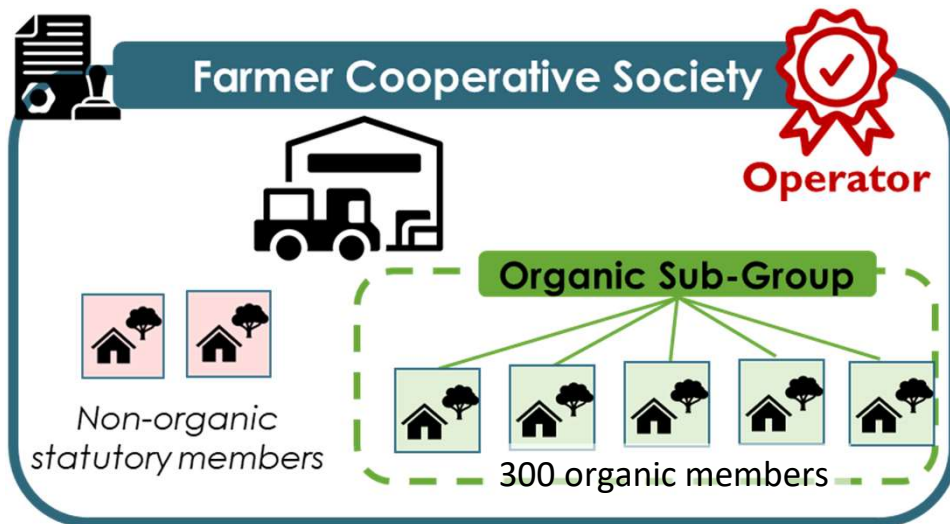 Farmer Cooperative Society
Operator
Organic Sub-Group
Non-organic
statutory members
300 organic members